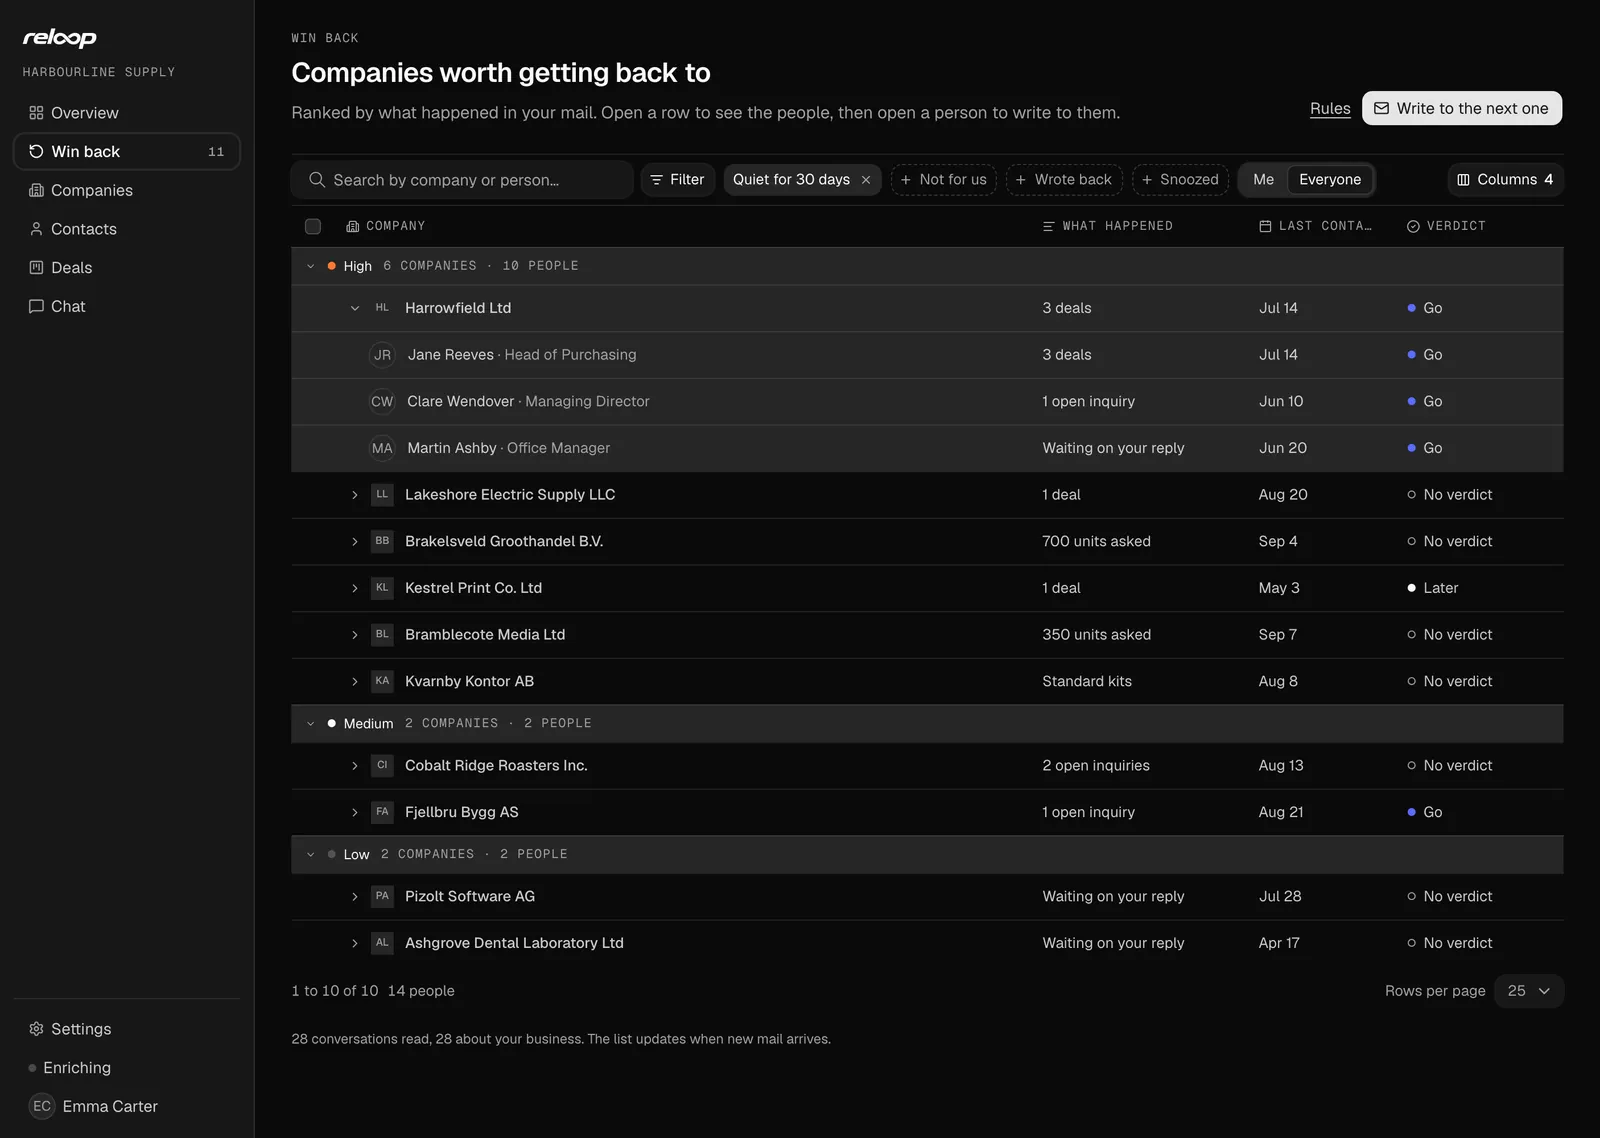 reloop
HARBOURLINE SUPPLY
Overview
Win back 11
Companies
Contacts
Deals
Chat
Settings
Enriching
EC Emma Carter
WIN BACK
Companies worth getting back to
Ranked by what happened in your mail. Open a row to see the people, then open a person to write to them.
Rules
Write to the next one
Search by company or person...
Filter
Quiet for 30 days ×
+ Not for us
+ Wrote back
+ Snoozed
Me
Everyone
Columns 4
COMPANY WHAT HAPPENED LAST CONTA… VERDICT
High 6 COMPANIES · 10 PEOPLE
HL Harrowfield Ltd 3 deals Jul 14 Go
JR Jane Reeves · Head of Purchasing 3 deals Jul 14 Go
CW Clare Wendover · Managing Director 1 open inquiry Jun 10 Go
MA Martin Ashby · Office Manager Waiting on your reply Jun 20 Go
LL Lakeshore Electric Supply LLC 1 deal Aug 20 No verdict
BB Brakelsveld Groothandel B.V. 700 units asked Sep 4 No verdict
KL Kestrel Print Co. Ltd 1 deal May 3 Later
BL Bramblecote Media Ltd 350 units asked Sep 7 No verdict
KA Kvarnby Kontor AB Standard kits Aug 8 No verdict
Medium 2 COMPANIES · 2 PEOPLE
CI Cobalt Ridge Roasters Inc. 2 open inquiries Aug 13 No verdict
FA Fjellbru Bygg AS 1 open inquiry Aug 21 Go
Low 2 COMPANIES · 2 PEOPLE
PA Pizolt Software AG Waiting on your reply Jul 28 No verdict
AL Ashgrove Dental Laboratory Ltd Waiting on your reply Apr 17 No verdict
1 to 10 of 10 14 people
Rows per page 25
28 conversations read, 28 about your business. The list updates when new mail arrives.